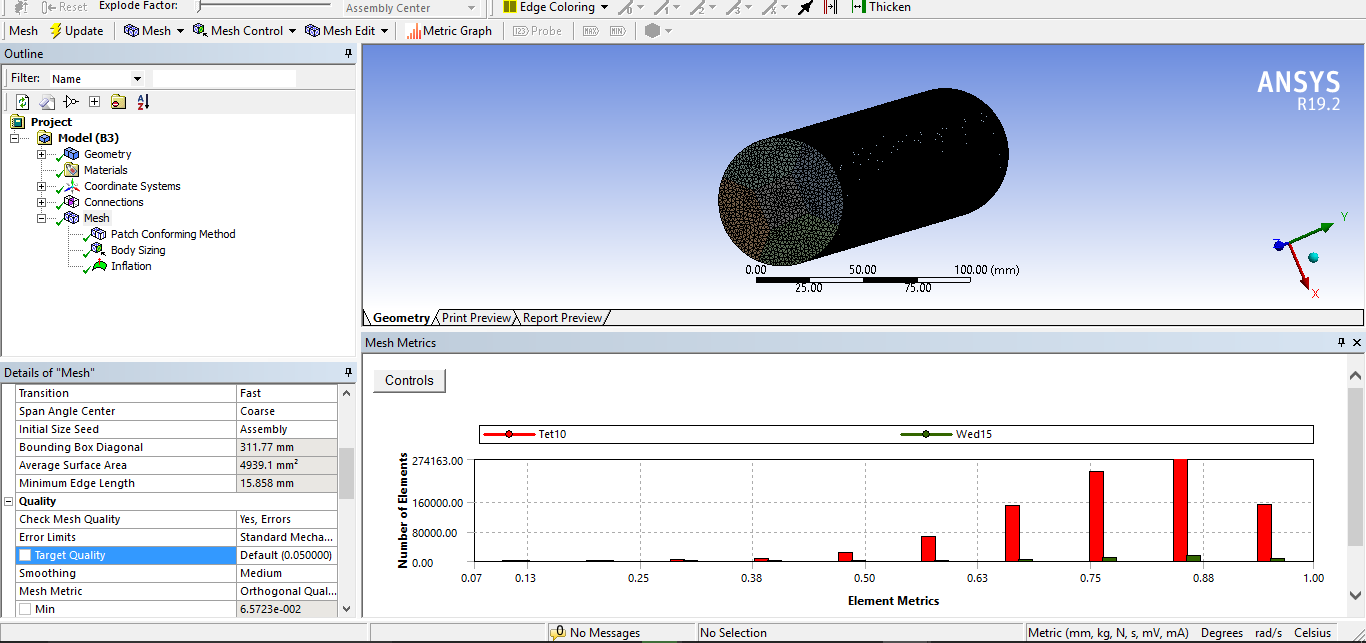 Reset Explode Factor: Assembly Center Edge Coloring Thicken
Mesh Update Mesh Mesh Control Mesh Edit Metric Graph Probe MAX MIN
Outline
Filter: Name
Project
Model (B3)
Geometry
Materials
Coordinate Systems
Connections
Mesh
Patch Conforming Method
Body Sizing
Inflation
ANSYS
R19.2
0.00 50.00 100.00 (mm)
25.00 75.00
Y
Z
X
Geometry Print Preview Report Preview
Details of "Mesh"
Transition Fast
Span Angle Center Coarse
Initial Size Seed Assembly
Bounding Box Diagonal 311.77 mm
Average Surface Area 4939.1 mm²
Minimum Edge Length 15.858 mm
Quality
Check Mesh Quality Yes, Errors
Error Limits Standard Mecha...
Target Quality Default (0.050000)
Smoothing Medium
Mesh Metric Orthogonal Qual...
Min 6.5723e-002
Mesh Metrics
Controls
Tet10 Wed15
Number of Elements
274163.00
160000.00
80000.00
0.00
0.07 0.13 0.25 0.38 0.50 0.63 0.75 0.88 1.00
Element Metrics
0 No Messages No Selection Metric (mm, kg, N, s, mV, mA) Degrees rad/s Celsius